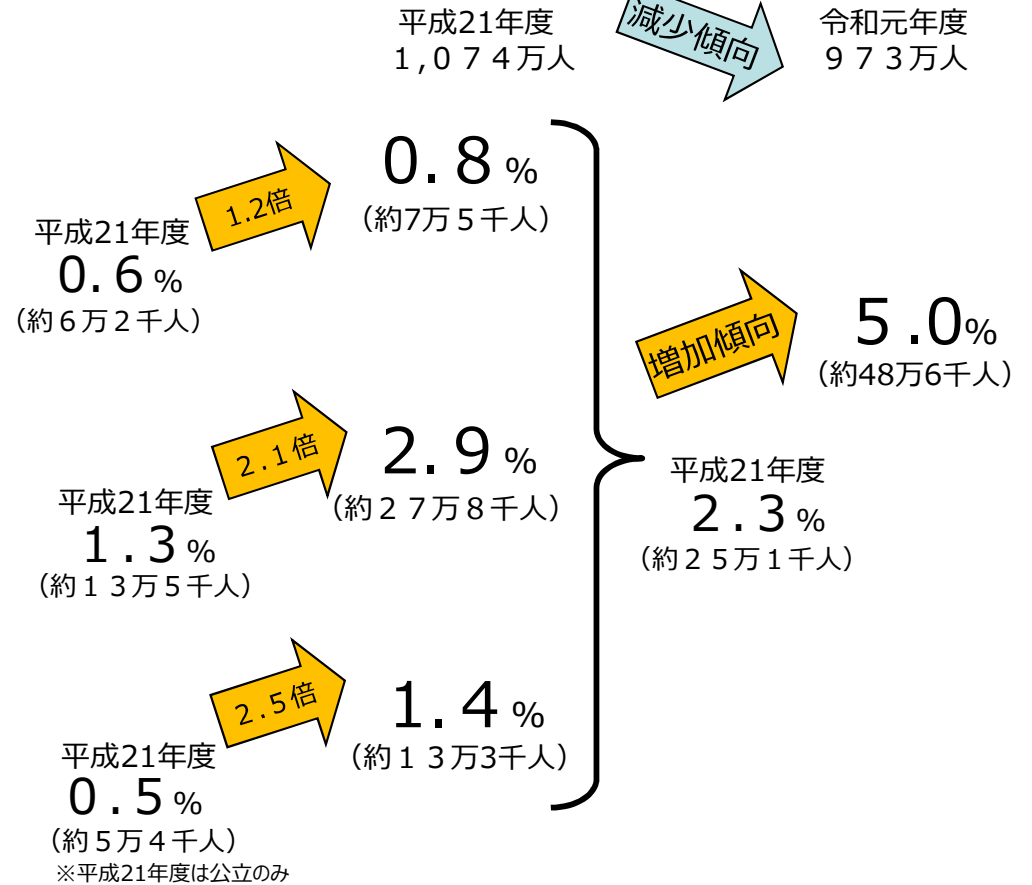 平成21年度
1,０７４万人
減少傾向
令和元年度
９７３万人
1.2倍
0.８%
（約7万５千人）
平成21年度
0.６%
（約６万２千人）
増加傾向
５.0%
（約48万6千人）
２.１倍
２.９%
（約２７万８千人）
平成21年度
１.３%
（約１３万５千人）
平成21年度
２.３%
（約２５万１千人）
２.５倍
１.４%
（約１３万3千人）
平成21年度
０.５%
（約５万４千人）
※平成21年度は公立のみ